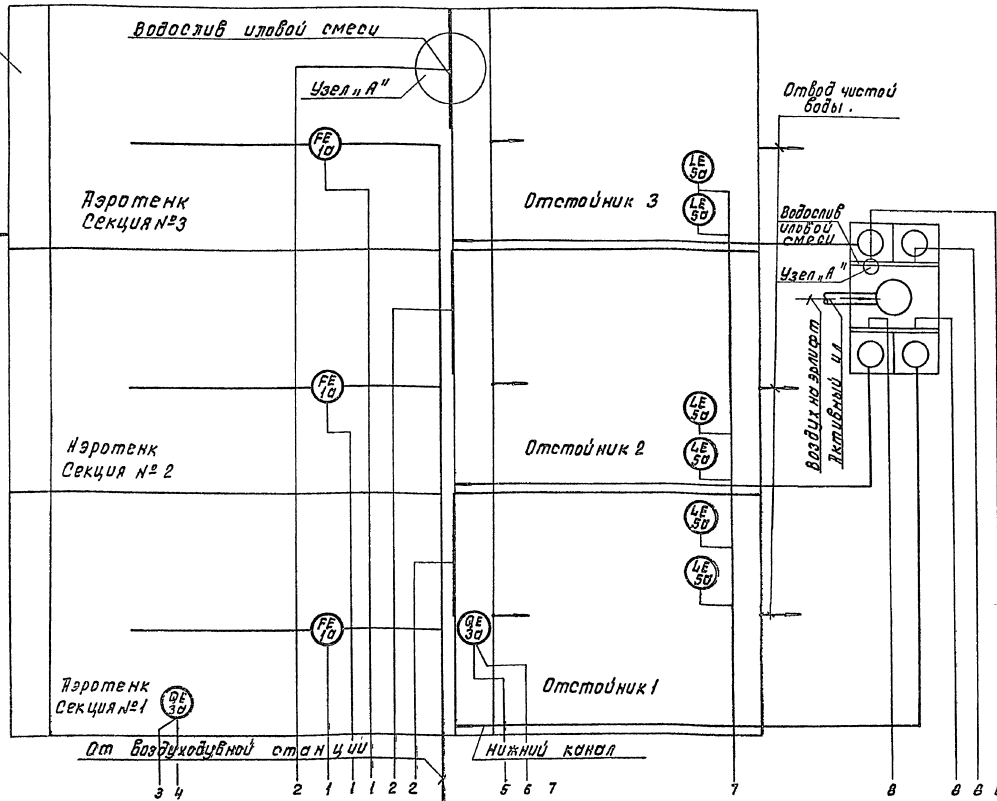 Водослив иловой смеси
Узел „А"
Отвод чистой
воды.
FE
1а
LE
5а
LE
5а
Аэротенк
Секция №3
Отстойник 3
Водослив
иловой
смеси
Узел „А"
Воздух на эрлифт
Активный ил
FE
1а
LE
5а
LE
5а
Аэротенк
Секция № 2
Отстойник 2
LE
5а
LE
5а
FE
1а
QE
3а
Аэротенк
Секция №1
QE
3а
Отстойник 1
От воздуходувной станций
Нижний канал
3 4 2 1 1 1 2 2 5 6 7 7 8 8 8